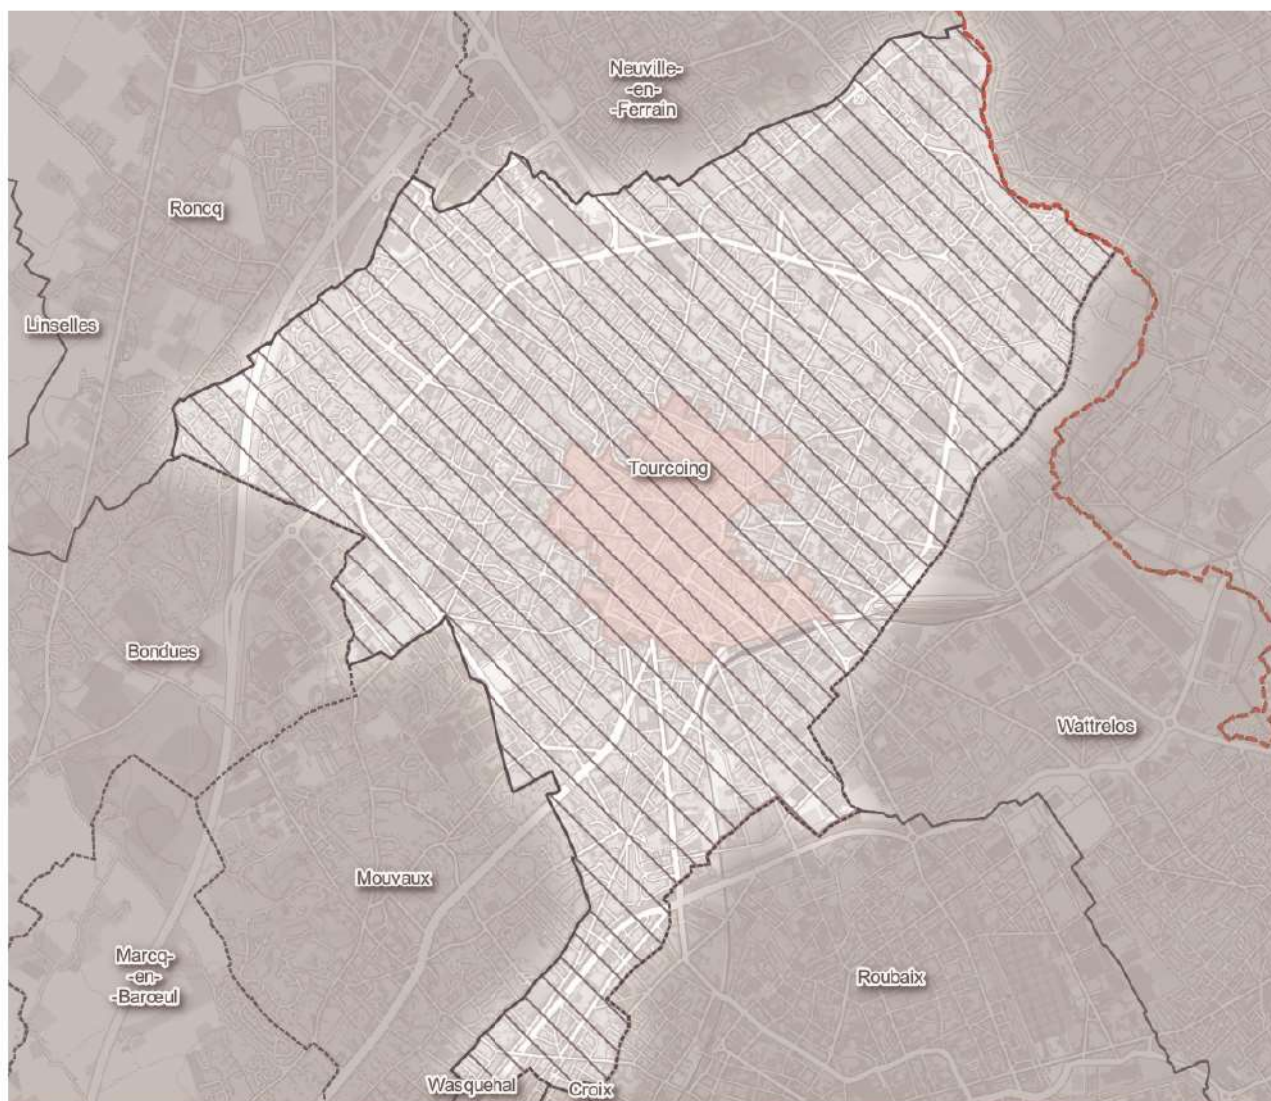 Neuville-
-en-
-Ferrain
Roncq
Linselles
Tourcoing
Bondues
Wattrelos
Mouvaux
Marcq-
-en-
-Barœul
Roubaix
Wasquehal
Croix